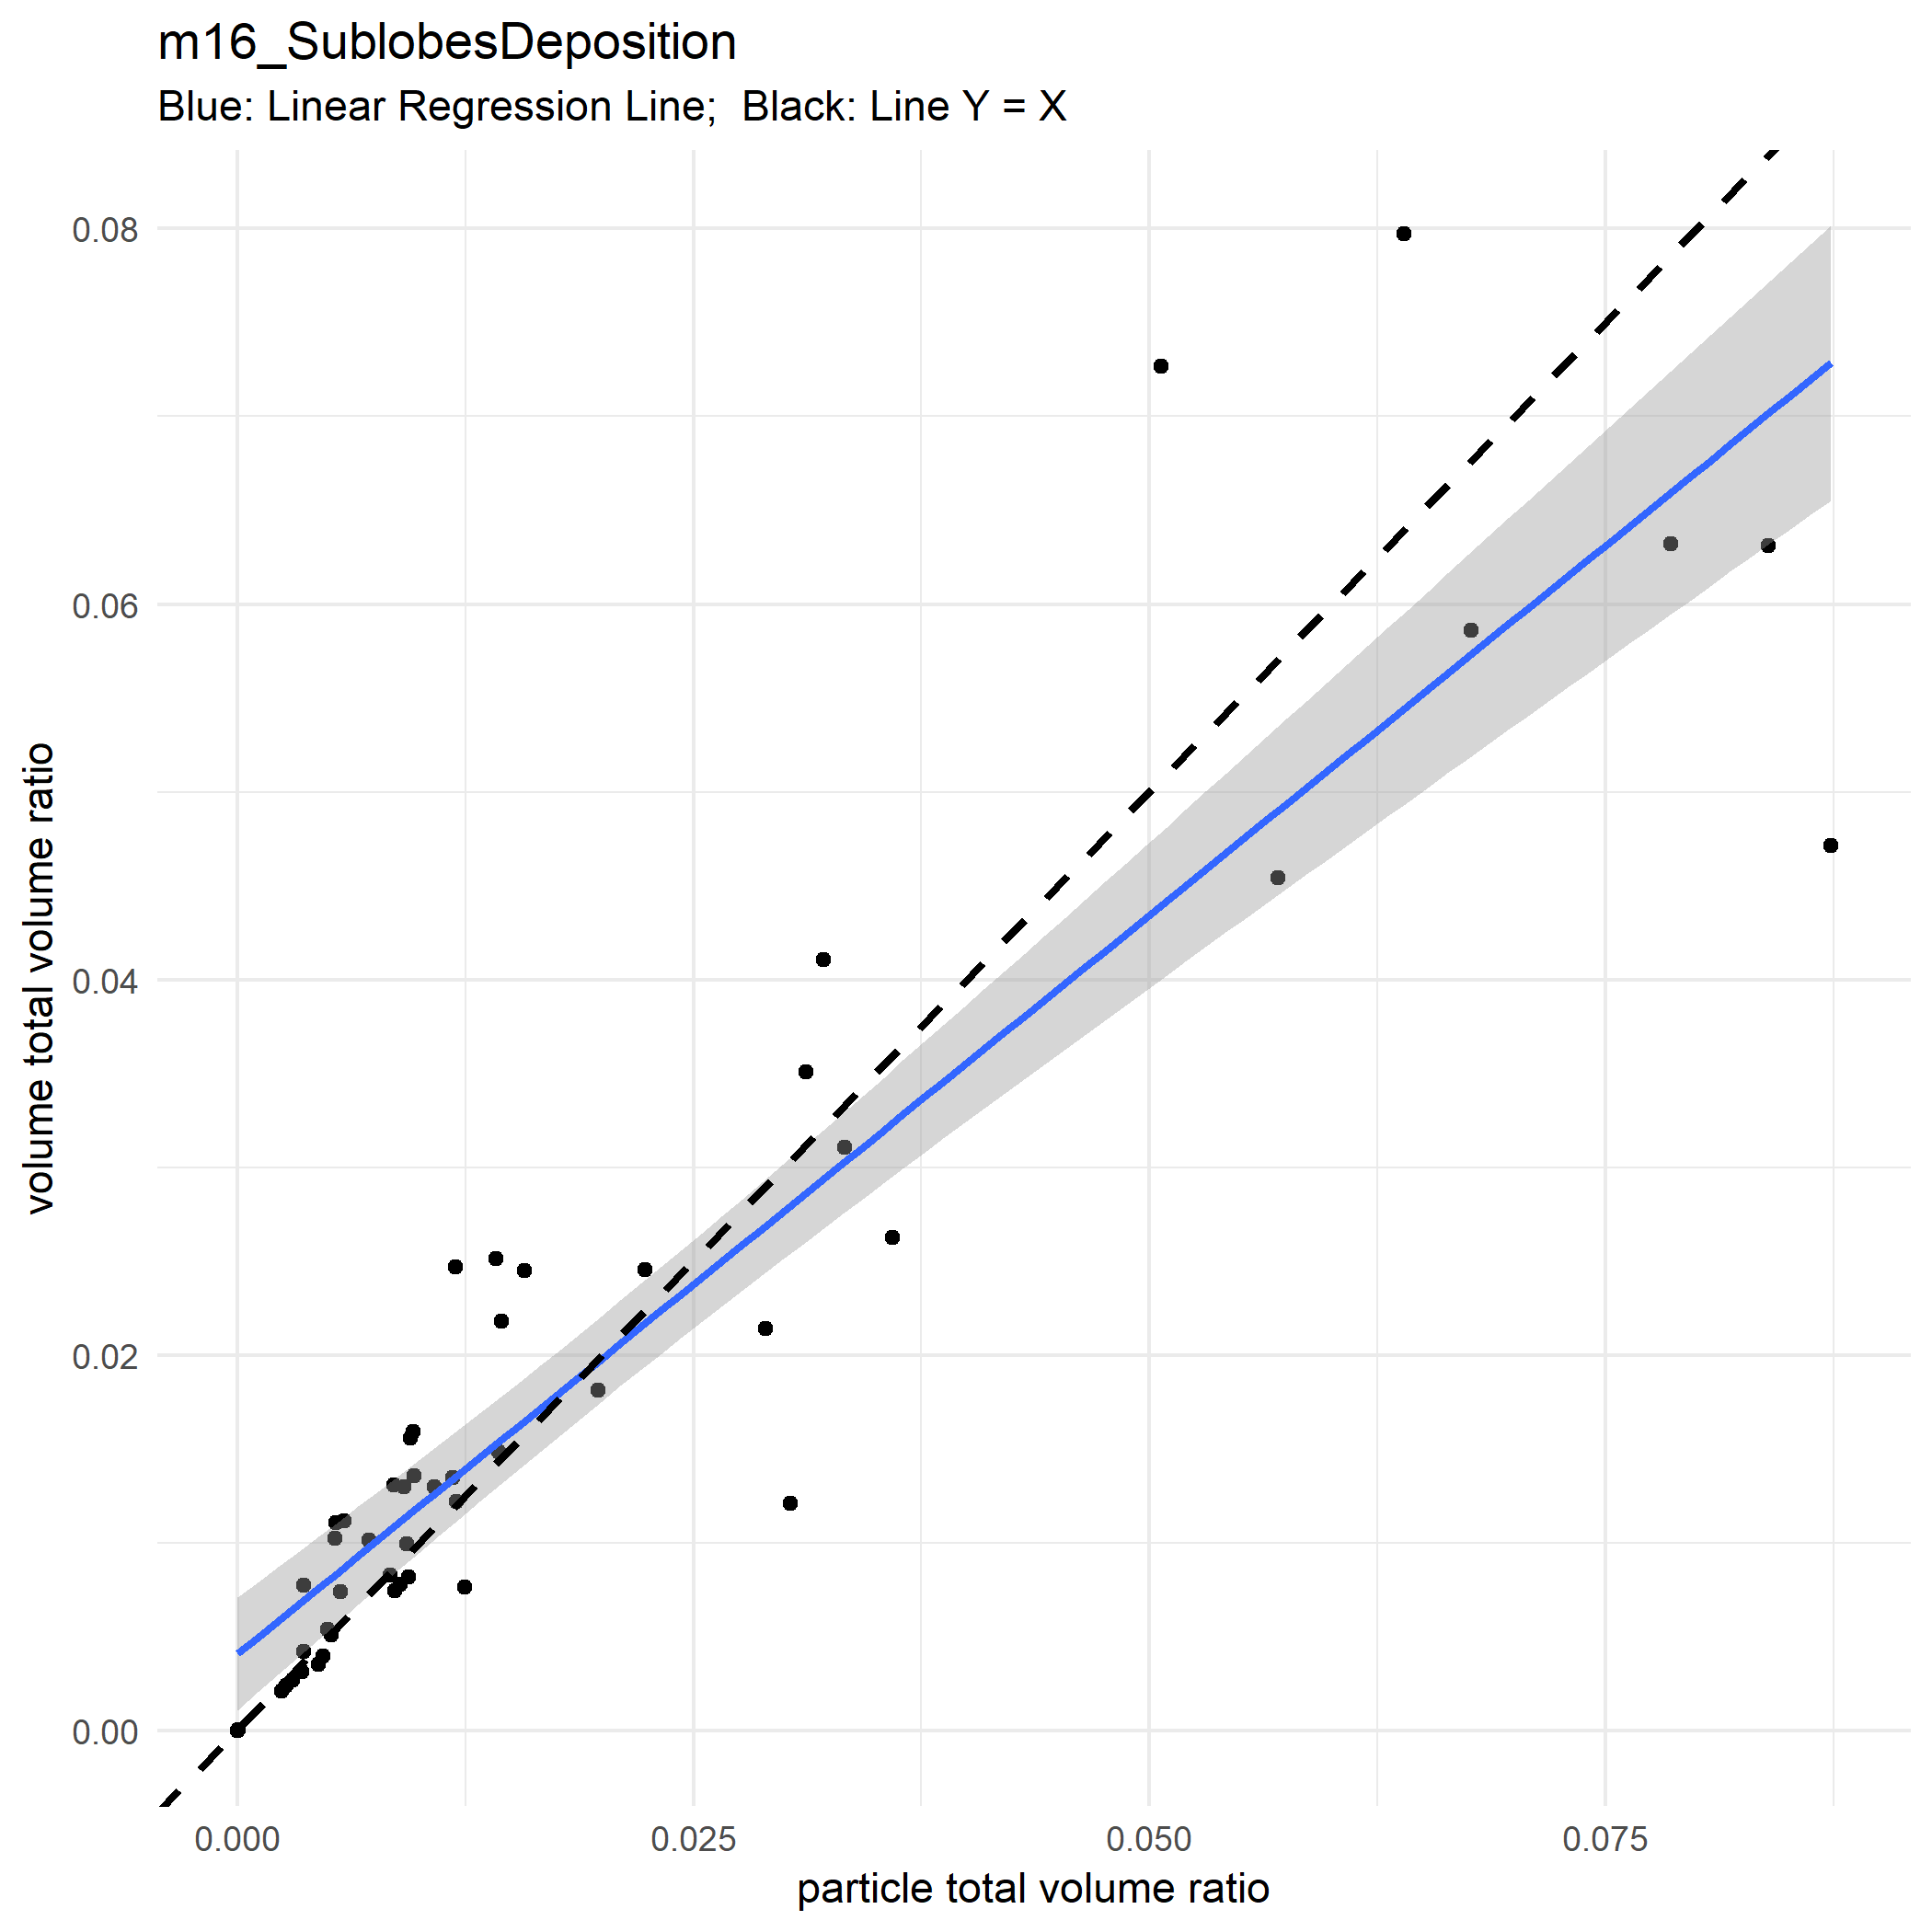 m16_SublobesDeposition
Blue: Linear Regression Line;  Black: Line Y = X
0.08
0.06
0.04
0.02
0.00
volume total volume ratio
0.000 0.025 0.050 0.075
particle total volume ratio